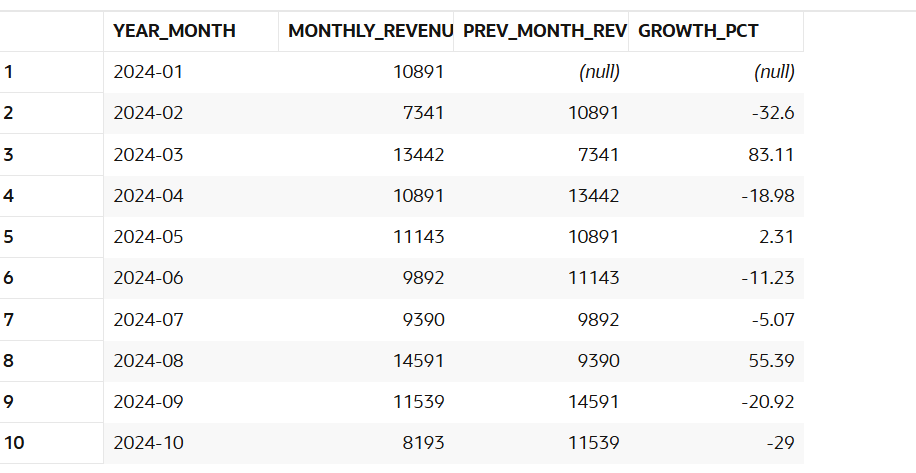 YEAR_MONTH MONTHLY_REVENU PREV_MONTH_REV GROWTH_PCT
1 2024-01 10891 (null) (null)
2 2024-02 7341 10891 -32.6
3 2024-03 13442 7341 83.11
4 2024-04 10891 13442 -18.98
5 2024-05 11143 10891 2.31
6 2024-06 9892 11143 -11.23
7 2024-07 9390 9892 -5.07
8 2024-08 14591 9390 55.39
9 2024-09 11539 14591 -20.92
10 2024-10 8193 11539 -29